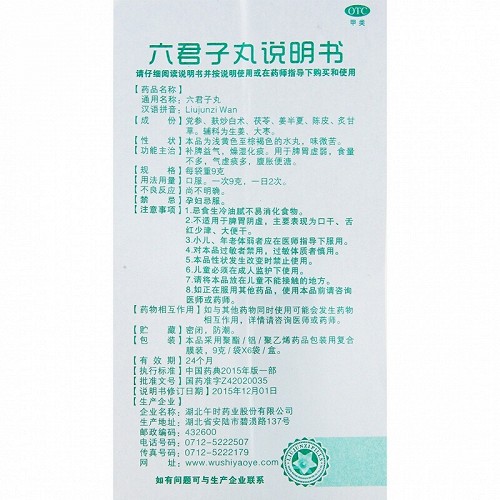 OTC
甲类
六君子丸说明书
请仔细阅读说明书并按说明使用或在药师指导下购买和使用
【药品名称】
通用名称：六君子丸
汉语拼音：Liujunzi Wan
【成 份】党参、麸炒白术、茯苓、姜半夏、陈皮、炙甘
草。辅料为生姜、大枣。
【性 状】本品为浅黄色至棕褐色的水丸，味微苦。
【功能主治】补脾益气，燥湿化痰。用于脾胃虚弱，食量
不多，气虚痰多，腹胀便溏。
【规 格】每袋重9克
【用法用量】口服。一次9克，一日2次。
【不良反应】尚不明确。
【禁 忌】孕妇忌服。
【注意事项】1.忌食生冷油腻不易消化食物。
2.不适用于脾胃阴虚，主要表现为口干、舌
红少津、大便干。
3.小儿、年老体弱者应在医师指导下服用。
4.对本品过敏者禁用，过敏体质者慎用。
5.本品性状发生改变时禁止使用。
6.儿童必须在成人监护下使用。
7.请将本品放在儿童不能接触的地方。
8.如正在服用其他药品，使用本品前请咨询
医师或药师。
【药物相互作用】如与其他药物同时使用可能会发生药物
相互作用，详情请咨询医师或药师。
【贮 藏】密闭，防潮。
【包 装】本品采用聚酯/铝/聚乙烯药品包装用复合
膜装，9克/袋X6袋/盒。
【有 效 期】24个月
【执行标准】中国药典2015年版一部
【批准文号】国药准字Z42020035
【说明书修订日期】2015年12月01日
【生产企业】
企业名称：湖北午时药业股份有限公司
生产地址：湖北省安陆市碧涢路137号
邮政编码：432600
电话号码：0712-5222507
传真号码：0712-5222179
网 址：www.wushiyaoye.com
如有问题可与生产企业联系
LIUJUNZIPILL